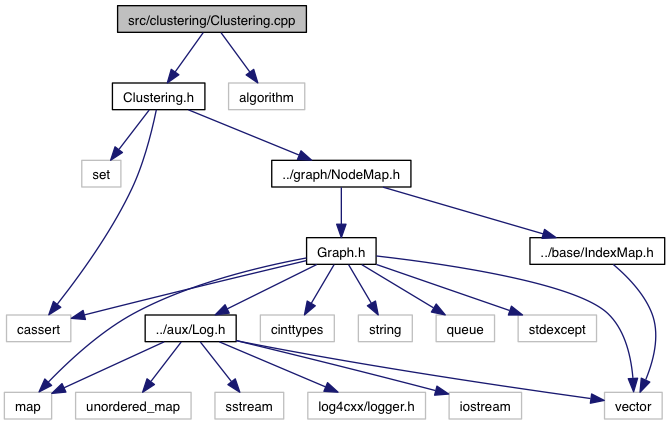 src/clustering/Clustering.cpp
Clustering.h
algorithm
set
../graph/NodeMap.h
Graph.h
../base/IndexMap.h
cassert
../aux/Log.h
cinttypes
string
queue
stdexcept
map
unordered_map
sstream
log4cxx/logger.h
iostream
vector